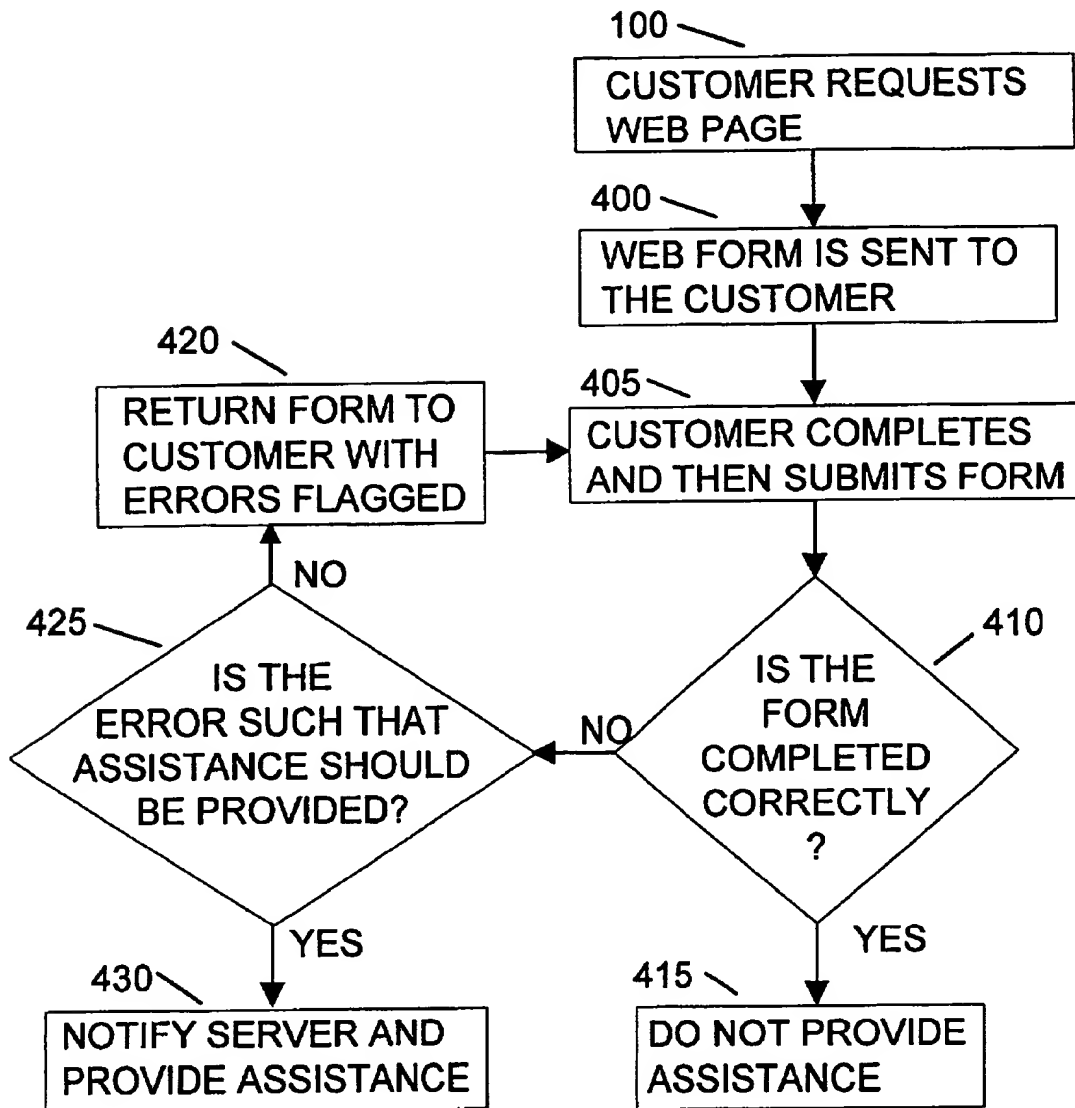 100
CUSTOMER REQUESTS
WEB PAGE
400
WEB FORM IS SENT TO
THE CUSTOMER
420
RETURN FORM TO
CUSTOMER WITH
ERRORS FLAGGED
405
CUSTOMER COMPLETES
AND THEN SUBMITS FORM
NO
425
IS THE
ERROR SUCH THAT
ASSISTANCE SHOULD
BE PROVIDED?
NO
410
IS THE
FORM
COMPLETED
CORRECTLY
?
YES
430
NOTIFY SERVER AND
PROVIDE ASSISTANCE
YES
415
DO NOT PROVIDE
ASSISTANCE